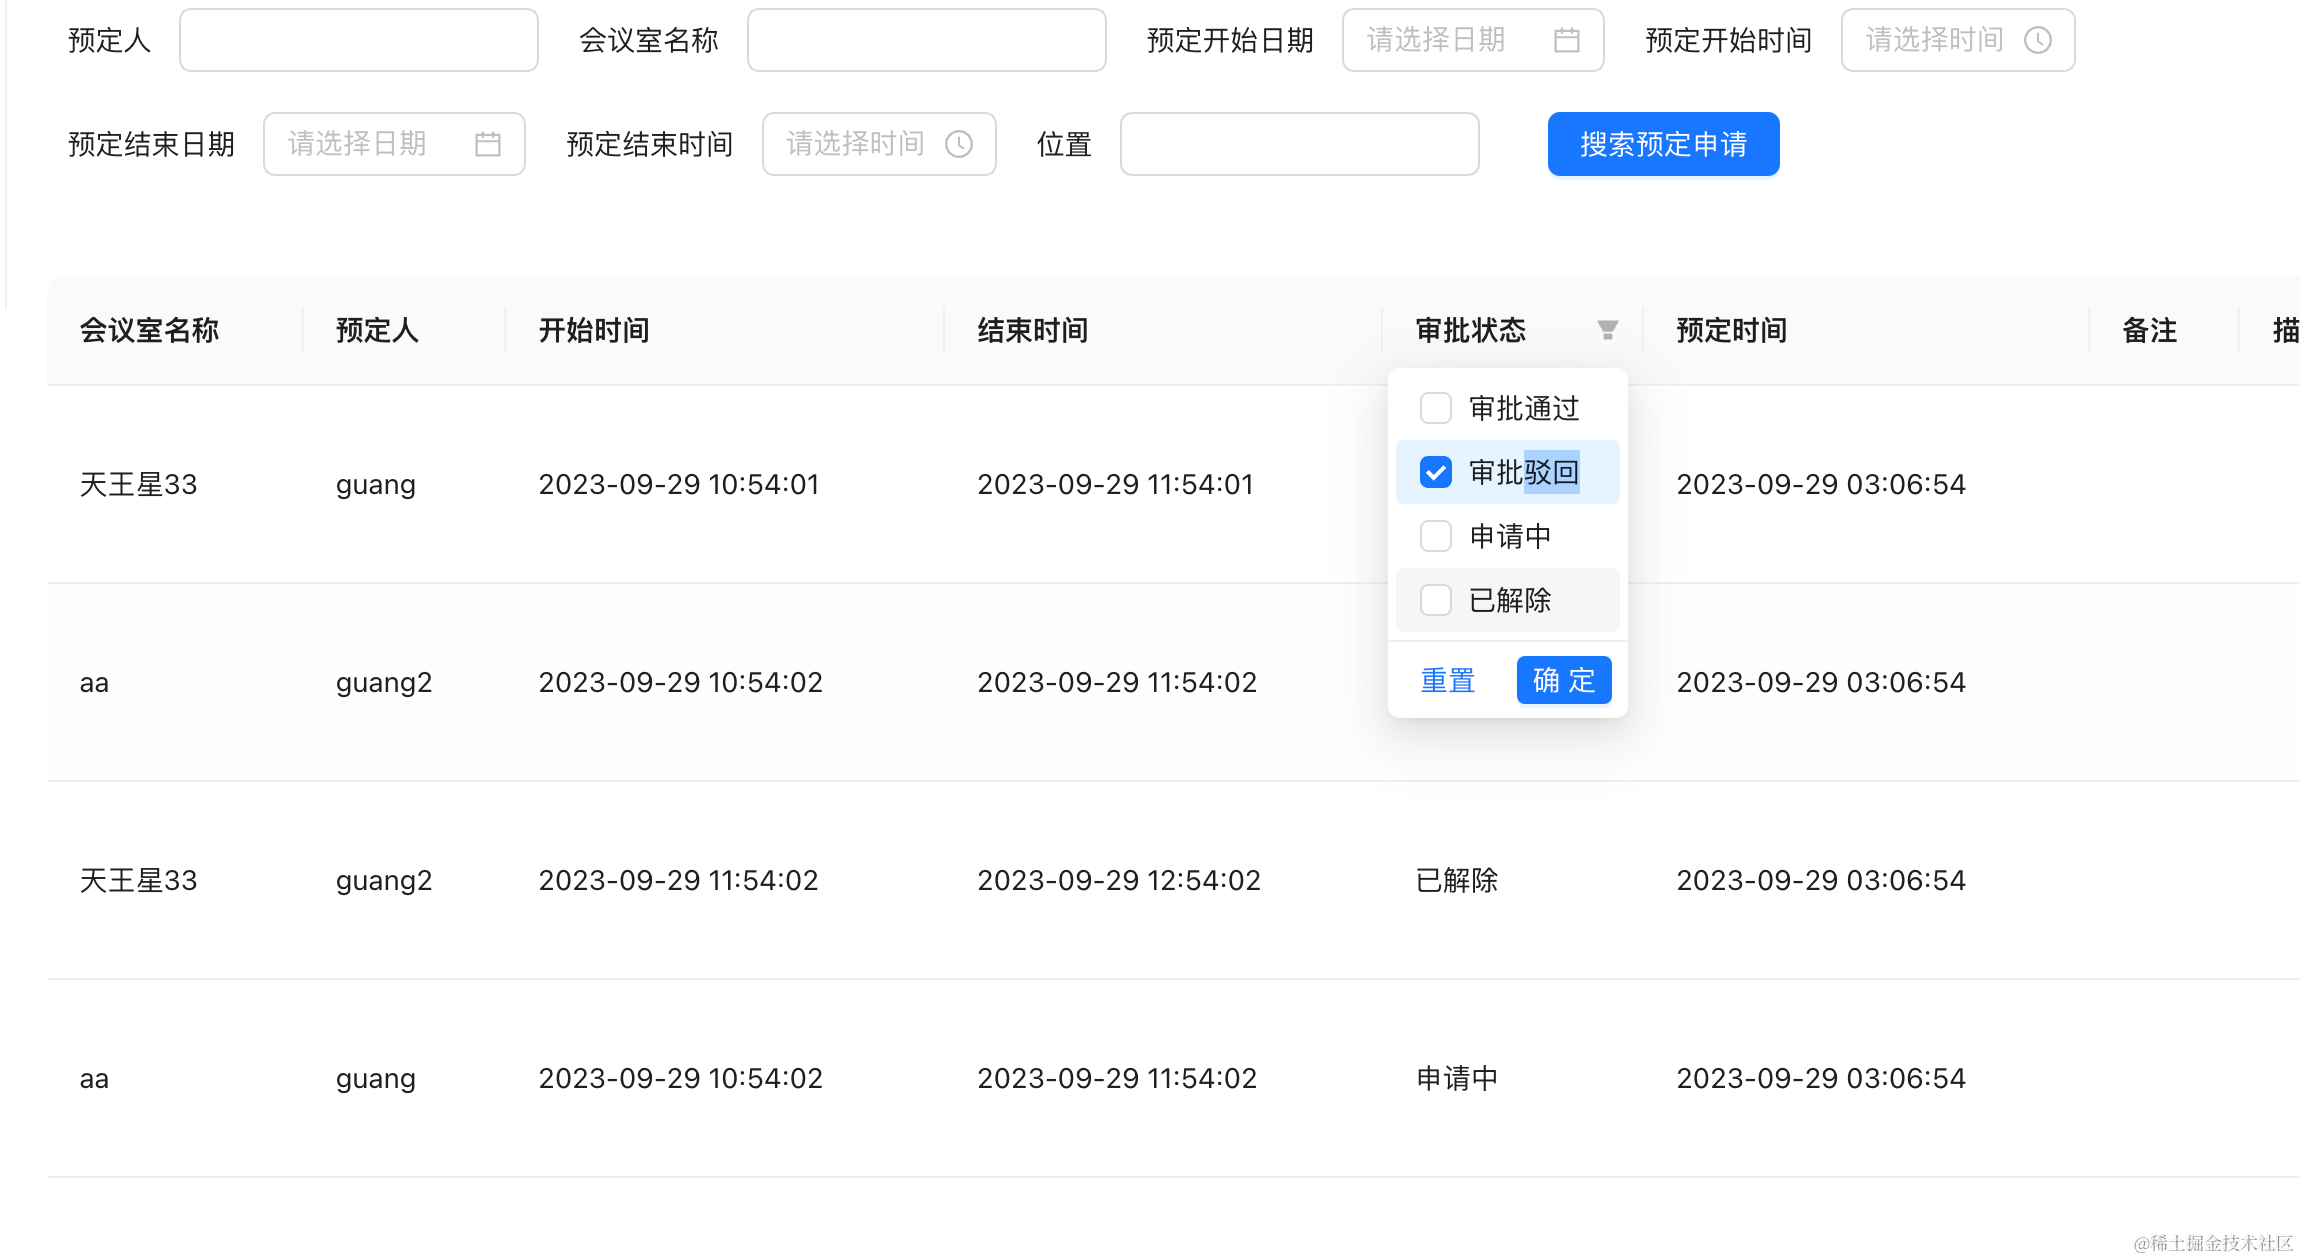 预定人 会议室名称 预定开始日期 请选择日期 预定开始时间 请选择时间
预定结束日期 请选择日期 预定结束时间 请选择时间 位置 搜索预定申请
会议室名称 预定人 开始时间 结束时间 审批状态 预定时间 备注 描
审批通过
天王星33 guang 2023-09-29 10:54:01 2023-09-29 11:54:01 审批驳回 2023-09-29 03:06:54
申请中
已解除
aa guang2 2023-09-29 10:54:02 2023-09-29 11:54:02 重置 确 定 2023-09-29 03:06:54
天王星33 guang2 2023-09-29 11:54:02 2023-09-29 12:54:02 已解除 2023-09-29 03:06:54
aa guang 2023-09-29 10:54:02 2023-09-29 11:54:02 申请中 2023-09-29 03:06:54
@稀土掘金技术社区